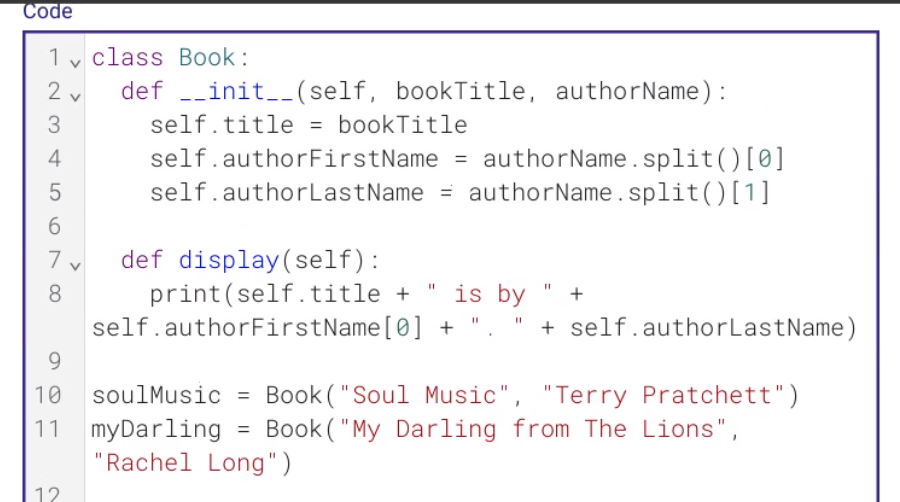 Code
1 class Book:
2 def __init__(self, bookTitle, authorName):
3 self.title = bookTitle
4 self.authorFirstName = authorName.split()[0]
5 self.authorLastName = authorName.split()[1]
6
7 def display(self):
8 print(self.title + " is by " +
self.authorFirstName[0] + ". " + self.authorLastName)
9
10 soulMusic = Book("Soul Music", "Terry Pratchett")
11 myDarling = Book("My Darling from The Lions",
"Rachel Long")
12